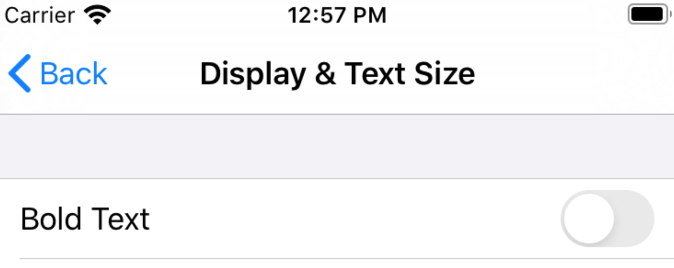 Carrier 12:57 PM
Back Display & Text Size
Bold Text